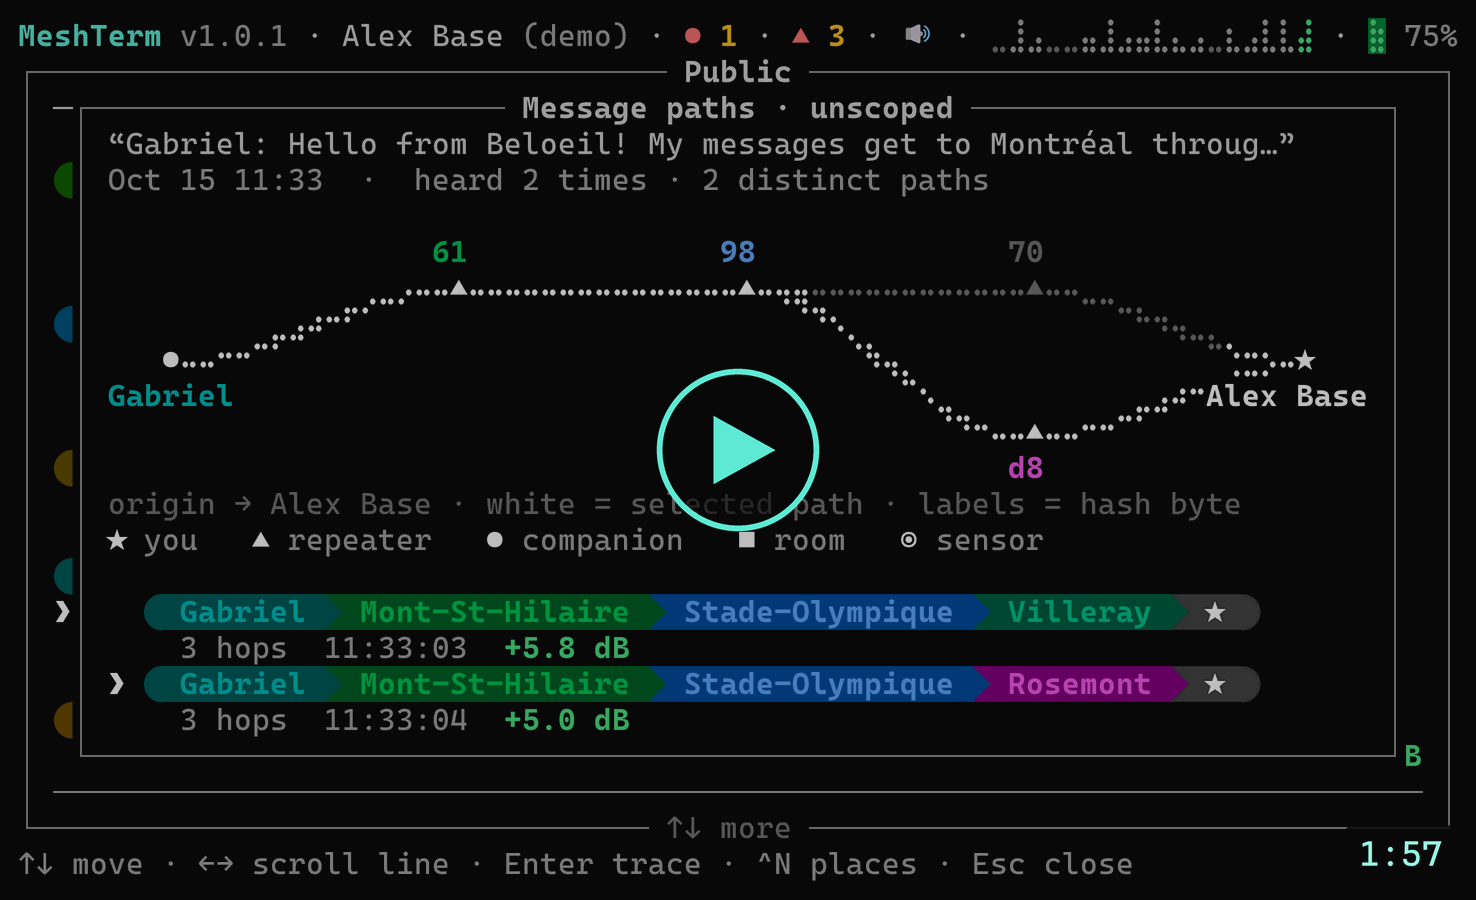 MeshTerm v1.0.1 · Alex Base (demo) · ● 1 · ▲ 3 · 🔊 · · 75%
Public
Message paths · unscoped
“Gabriel: Hello from Beloeil! My messages get to Montréal throug…”
Oct 15 11:33 · heard 2 times · 2 distinct paths
61 98 70
Gabriel Alex Base
d8
origin → Alex Base · white = selected path · labels = hash byte
★ you ▲ repeater ● companion ■ room ◉ sensor
❯ Gabriel Mont-St-Hilaire Stade-Olympique Villeray ★
3 hops 11:33:03 +5.8 dB
❯ Gabriel Mont-St-Hilaire Stade-Olympique Rosemont ★
3 hops 11:33:04 +5.0 dB
B
↑↓ more
↑↓ move · ←→ scroll line · Enter trace · ^N places · Esc close
1:57